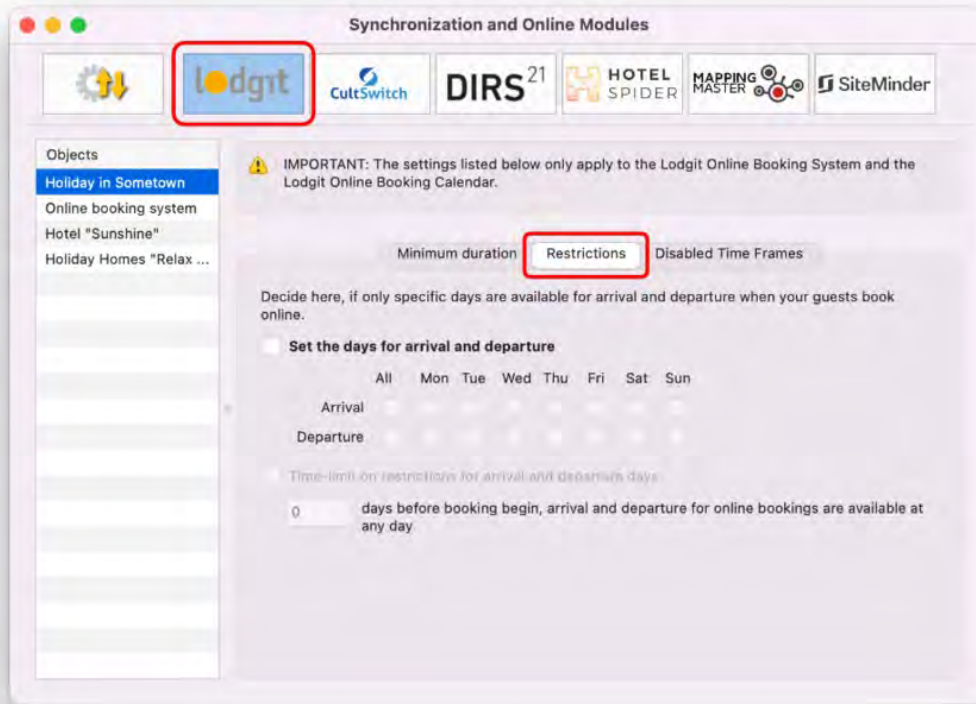 Synchronization and Online Modules
lodgit
CultSwitch
DIRS21
HOTEL
SPIDER
MAPPING
MASTER
SiteMinder
Objects
Holiday in Sometown
Online booking system
Hotel "Sunshine"
Holiday Homes "Relax ...
IMPORTANT: The settings listed below only apply to the Lodgit Online Booking System and the
Lodgit Online Booking Calendar.
Minimum duration Restrictions Disabled Time Frames
Decide here, if only specific days are available for arrival and departure when your guests book
online.
Set the days for arrival and departure
All Mon Tue Wed Thu Fri Sat Sun
Arrival
Departure
Time-limit on restrictions for arrival and departure days
0 days before booking begin, arrival and departure for online bookings are available at
any day